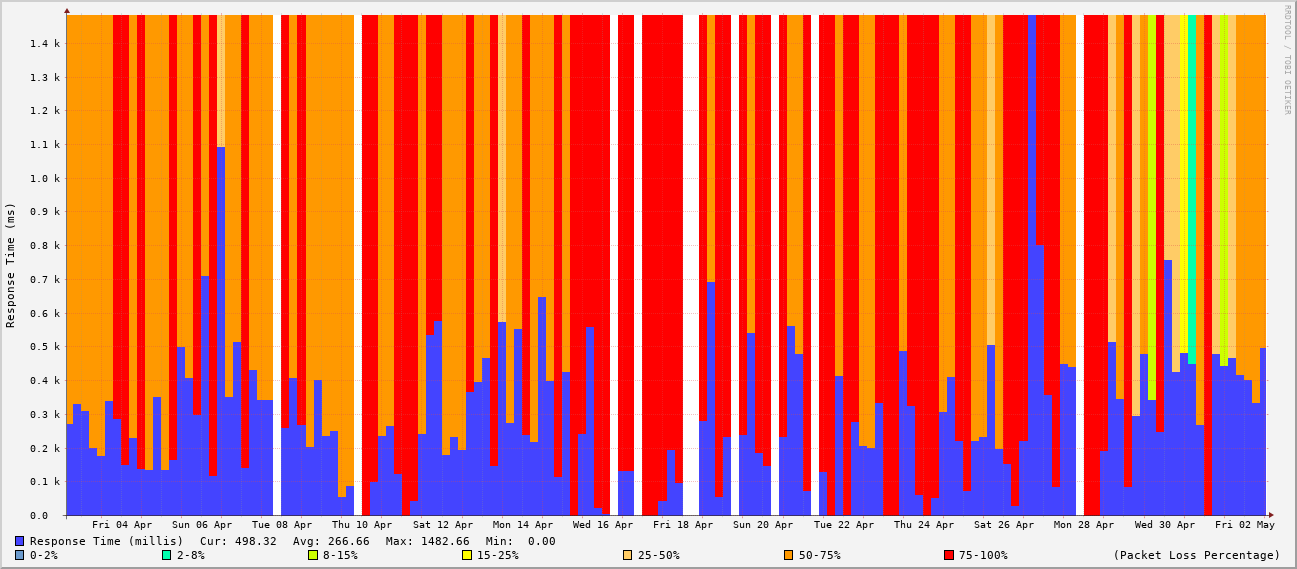 RRDTOOL / TOBI OETIKER
Response Time (ms)
1.4 k
1.3 k
1.2 k
1.1 k
1.0 k
0.9 k
0.8 k
0.7 k
0.6 k
0.5 k
0.4 k
0.3 k
0.2 k
0.1 k
0.0
Fri 04 Apr Sun 06 Apr Tue 08 Apr Thu 10 Apr Sat 12 Apr Mon 14 Apr Wed 16 Apr Fri 18 Apr Sun 20 Apr Tue 22 Apr Thu 24 Apr Sat 26 Apr Mon 28 Apr Wed 30 Apr Fri 02 May
Response Time (millis) Cur: 498.32 Avg: 266.66 Max: 1482.66 Min: 0.00
0-2% 2-8% 8-15% 15-25% 25-50% 50-75% 75-100% (Packet Loss Percentage)